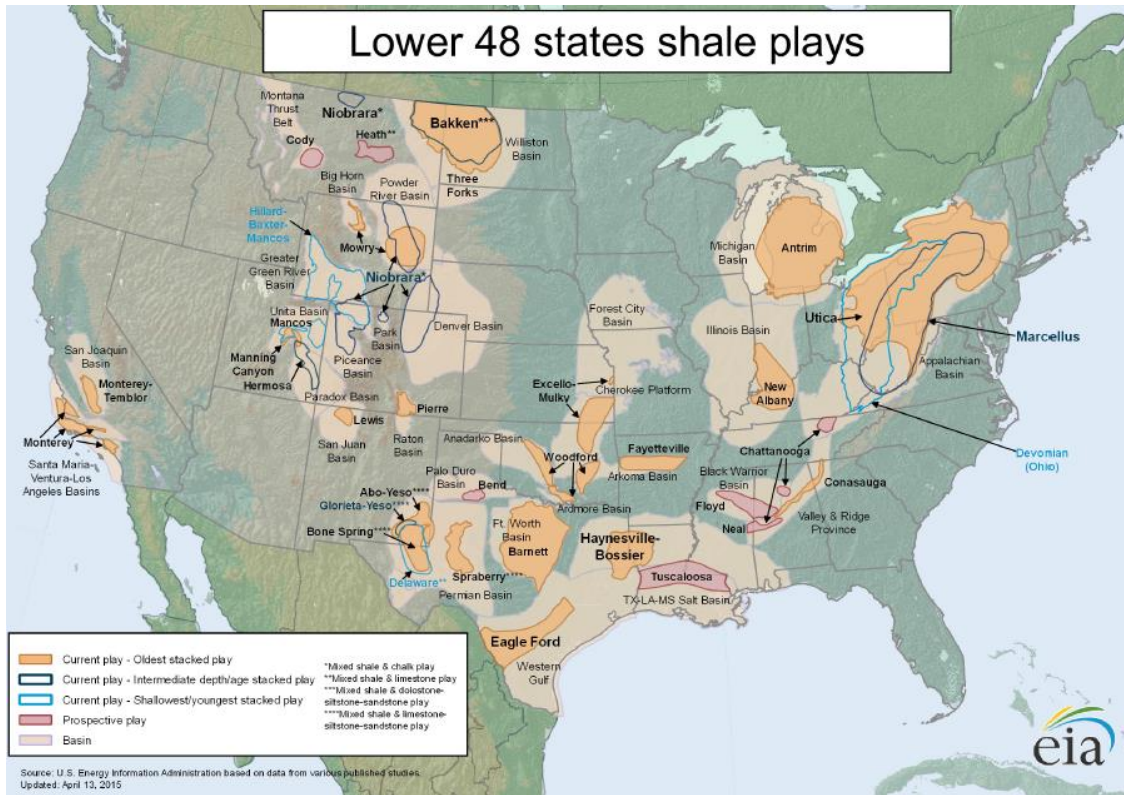 Lower 48 states shale plays
Montana
Thrust
Belt
Niobrara*
Cody
Heath**
Bakken***
Williston
Basin
Big Horn
Basin
Powder
River Basin
Three
Forks
Hillard-
Baxter-
Mancos
Mowry
Greater
Green River
Basin
Niobrara*
Michigan
Basin
Antrim
Uinta Basin
Mancos
Park
Basin
Denver Basin
Forest City
Basin
Illinois Basin
Utica
Marcellus
Appalachian
Basin
San Joaquin
Basin
Manning
Canyon
Hermosa
Piceance
Basin
Monterey-
Temblor
Paradox Basin
Excello-
Mulky
Cherokee Platform
New
Albany
Lewis
Pierre
Monterey
San Juan
Basin
Raton
Basin
Anadarko Basin
Woodford
Fayetteville
Chattanooga
Devonian
(Ohio)
Santa Maria-
Ventura-Los
Angeles Basins
Palo Duro
Basin
Bend
Arkoma Basin
Black Warrior
Basin
Conasauga
Abo-Yeso****
Glorieta-Yeso****
Ardmore Basin
Floyd
Neal
Valley & Ridge
Province
Bone Spring****
Ft. Worth
Basin
Barnett
Haynesville-
Bossier
Delaware**
Spraberry****
Permian Basin
Tuscaloosa
TX-LA-MS Salt Basin
Eagle Ford
Western
Gulf
Current play - Oldest stacked play
Current play - Intermediate depth/age stacked play
Current play - Shallowest/youngest stacked play
Prospective play
Basin
*Mixed shale & chalk play
**Mixed shale & limestone play
***Mixed shale & dolostone-
siltstone-sandstone play
****Mixed shale & limestone-
siltstone-sandstone play
Source: U.S. Energy Information Administration based on data from various published studies.
Updated: April 13, 2015
eia